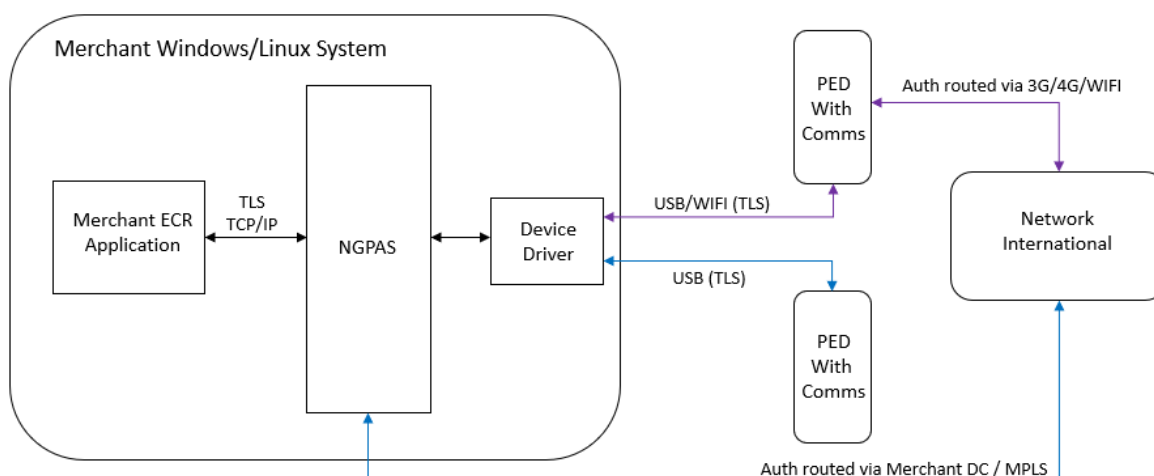 Merchant Windows/Linux System
Merchant ECR
Application
TLS
TCP/IP
NGPAS
Device
Driver
USB/WIFI (TLS)
USB (TLS)
PED
With
Comms
PED
With
Comms
Auth routed via 3G/4G/WIFI
Network
International
Auth routed via Merchant DC / MPLS